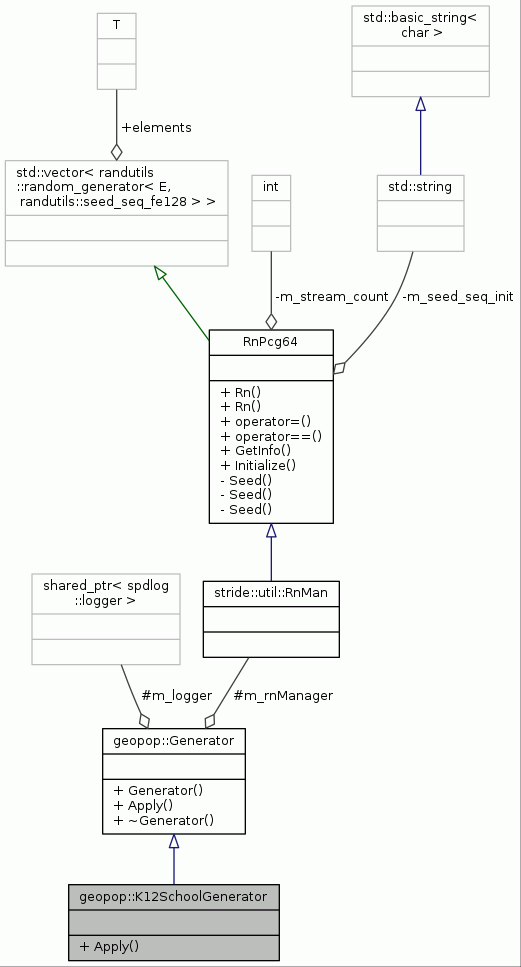 T
std::basic_string<
char >
+elements
std::vector< randutils
::random_generator< E,
randutils::seed_seq_fe128 > >
int
std::string
-m_stream_count
-m_seed_seq_init
RnPcg64
+ Rn()
+ Rn()
+ operator=()
+ operator==()
+ GetInfo()
+ Initialize()
- Seed()
- Seed()
- Seed()
shared_ptr< spdlog
::logger >
stride::util::RnMan
#m_logger
#m_rnManager
geopop::Generator
+ Generator()
+ Apply()
+ ~Generator()
geopop::K12SchoolGenerator
+ Apply()